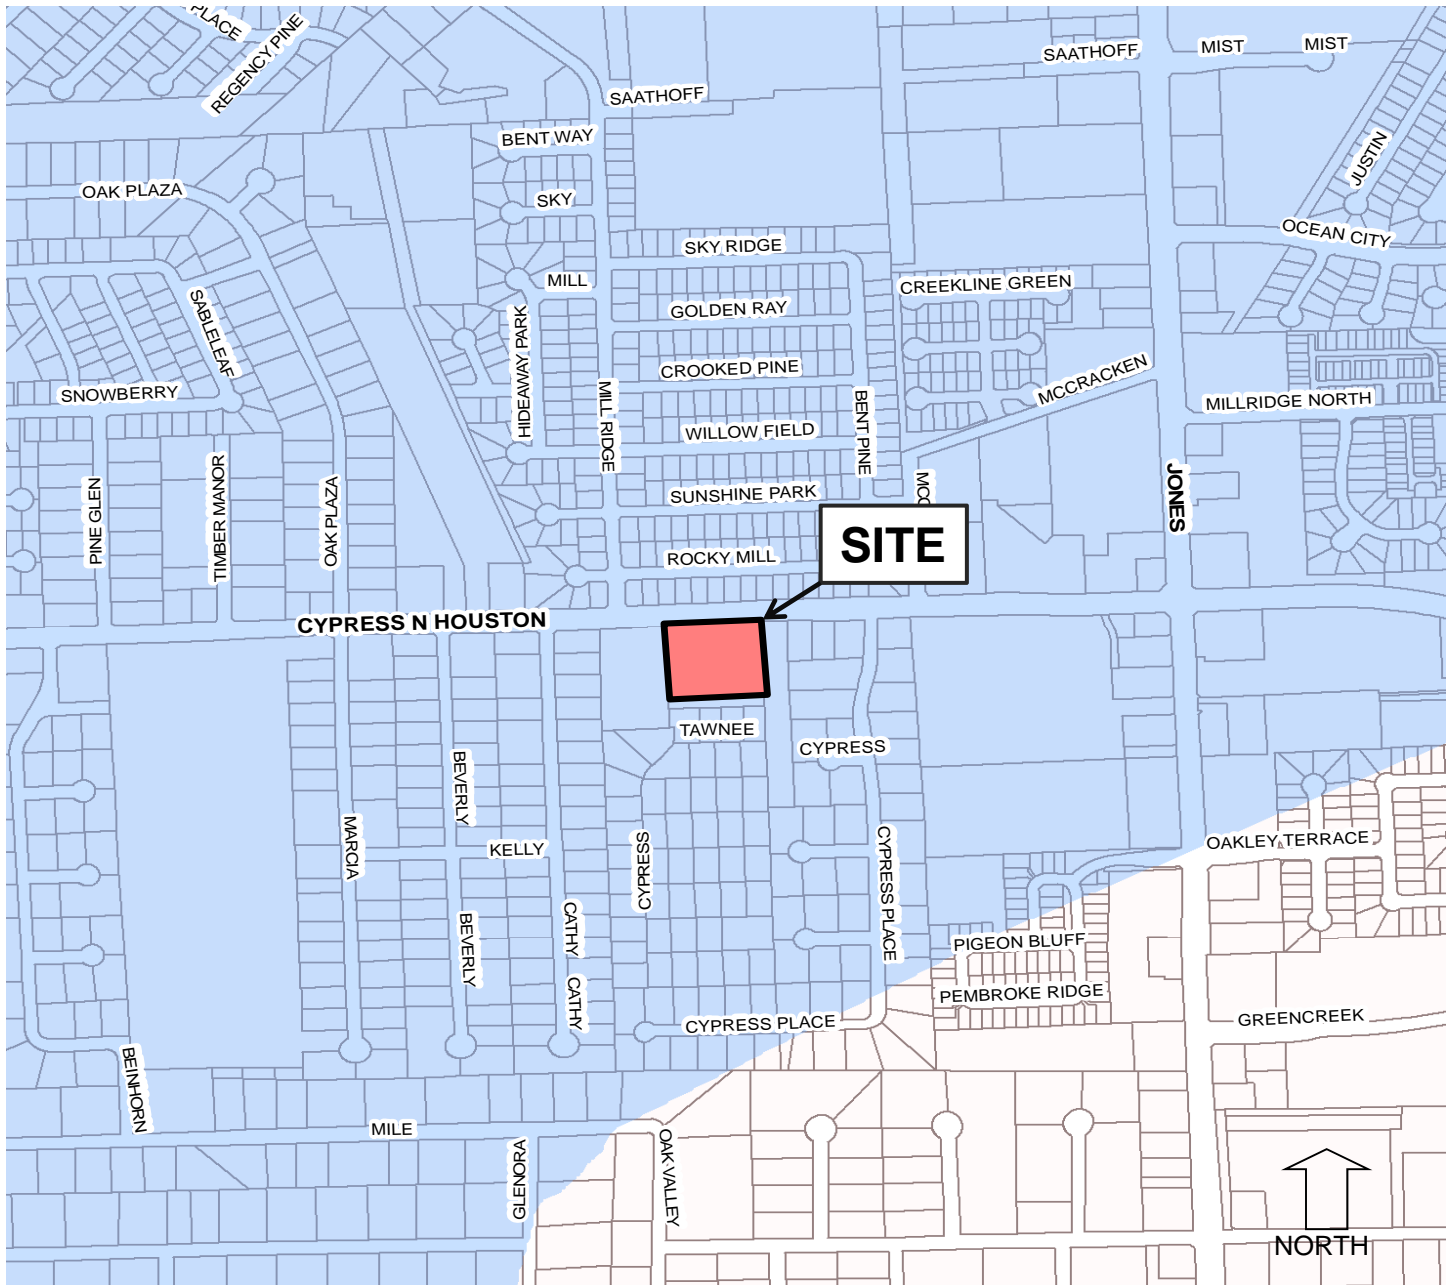 PLACE
REGENCY PINE
SAATHOFF
MIST
MIST
SAATHOFF
BENT WAY
JUSTIN
OAK PLAZA
SKY
OCEAN CITY
SKY RIDGE
MILL
CREEKLINE GREEN
GOLDEN RAY
SABLELEAF
HIDEAWAY PARK
CROOKED PINE
MCCRACKEN
SNOWBERRY
MILLRIDGE NORTH
MILL RIDGE
BENT PINE
WILLOW FIELD
PINE GLEN
TIMBER MANOR
OAK PLAZA
SUNSHINE PARK
MCC
JONES
SITE
ROCKY MILL
CYPRESS N HOUSTON
TAWNEE
CYPRESS
BEVERLY
MARCIA
KELLY
CYPRESS
CYPRESS PLACE
OAKLEY TERRACE
CATHY
BEVERLY
PIGEON BLUFF
CATHY
PEMBROKE RIDGE
CYPRESS PLACE
GREENCREEK
BEINHORN
MILE
GLENORA
OAK VALLEY
NORTH